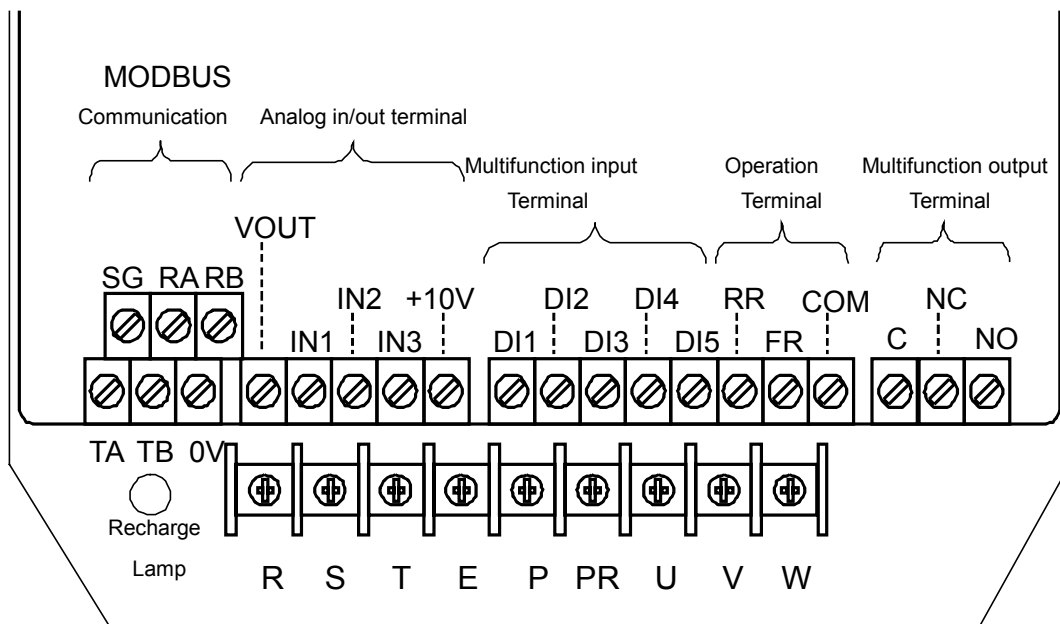 MODBUS
Communication
Analog in/out terminal
Multifunction input
Terminal
Operation
Terminal
Multifunction output
Terminal
VOUT
SG RA RB
IN2 +10V
DI2 DI4 RR COM NC
IN1 IN3
DI1 DI3 DI5 FR C NO
TA TB 0V
Recharge
Lamp
R S T E P PR U V W